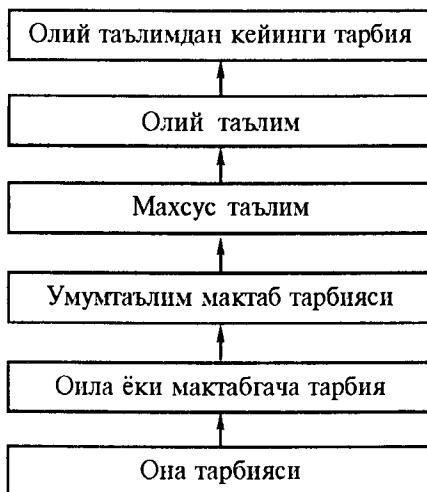 Олий таълимдан кейинги тарбия
Олий таълим
Махсус таълим
Умумтаълим мактаб тарбияси
Оила ёки мактабгача тарбия
Она тарбияси